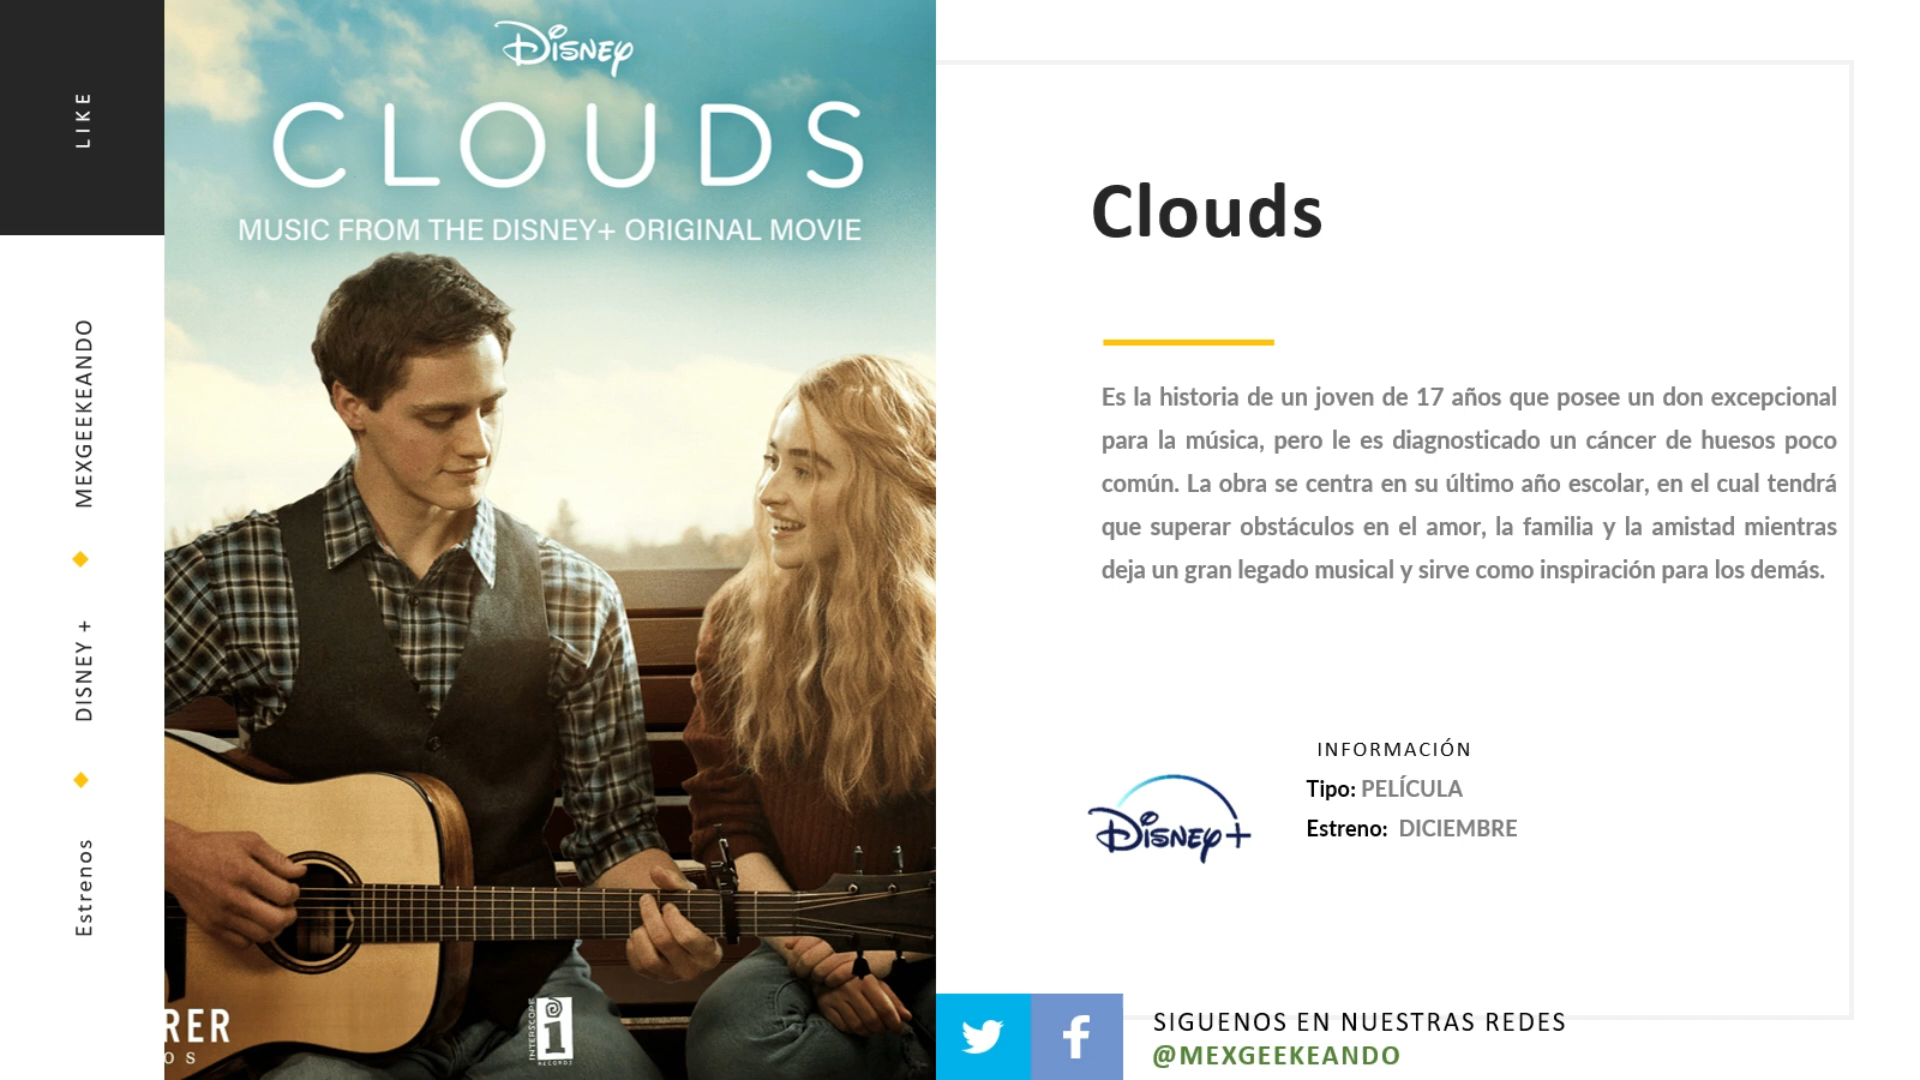 LIKE
MEXGEEKEANDO
DISNEY +
Estrenos
Disney
CLOUDS
MUSIC FROM THE DISNEY+ ORIGINAL MOVIE
RER
OS
INTERSCOPE
i
RECORDS
Clouds
Es la historia de un joven de 17 años que posee un don excepcional
para la música, pero le es diagnosticado un cáncer de huesos poco
común. La obra se centra en su último año escolar, en el cual tendrá
que superar obstáculos en el amor, la familia y la amistad mientras
deja un gran legado musical y sirve como inspiración para los demás.
INFORMACIÓN
Tipo: PELÍCULA
Estreno: DICIEMBRE
Disney+
SIGUENOS EN NUESTRAS REDES
@MEXGEEKEANDO